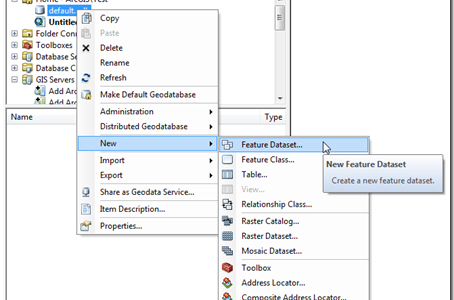 Home - ArcGIS\Test
default.
Untitled
Folder Conn
Toolboxes
Database Se
Database C
GIS Servers
Add Arc
Add Arc
Name
Type
Copy
Paste
Delete
Rename
Refresh
Make Default Geodatabase
Administration
Distributed Geodatabase
New
Import
Export
Share as Geodata Service...
Item Description...
Properties...
Feature Dataset...
Feature Class...
Table...
View...
Relationship Class...
Raster Catalog...
Raster Dataset...
Mosaic Dataset...
Toolbox
Address Locator...
Composite Address Locator...
New Feature Dataset
Create a new feature dataset.